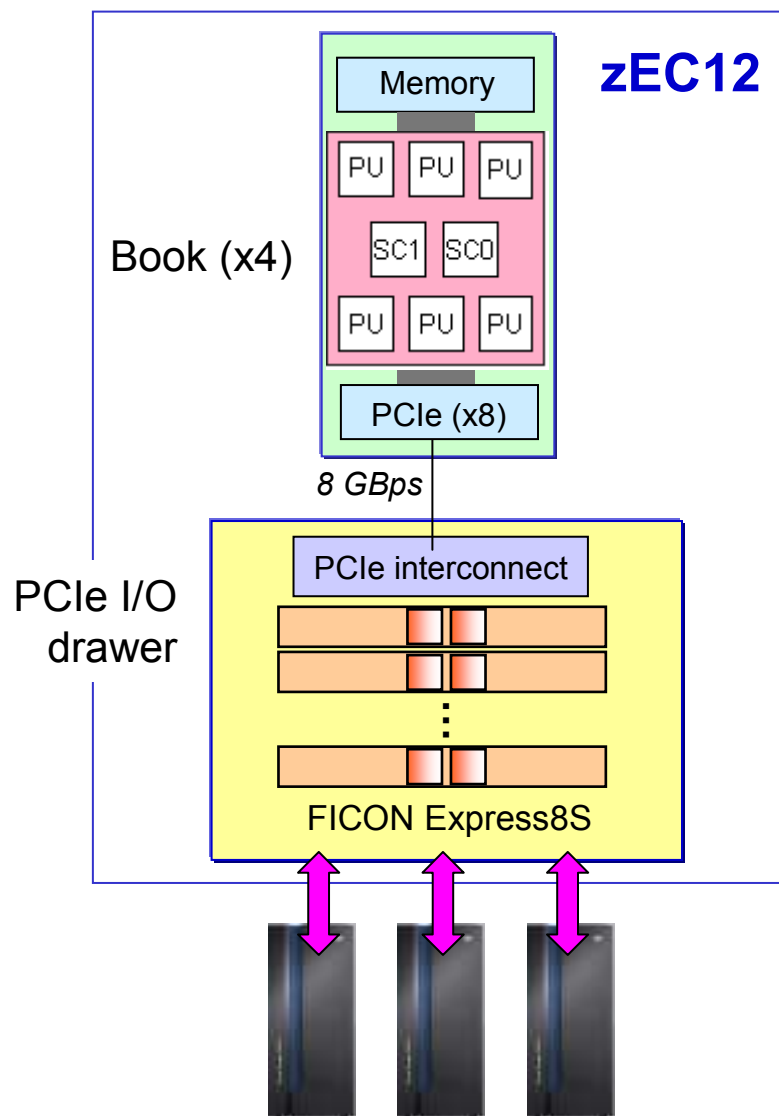 zEC12
Memory
PU PU PU
Book (x4)
SC1 SC0
PU PU PU
PCIe (x8)
8 GBps
PCIe I/O
drawer
PCIe interconnect
FICON Express8S